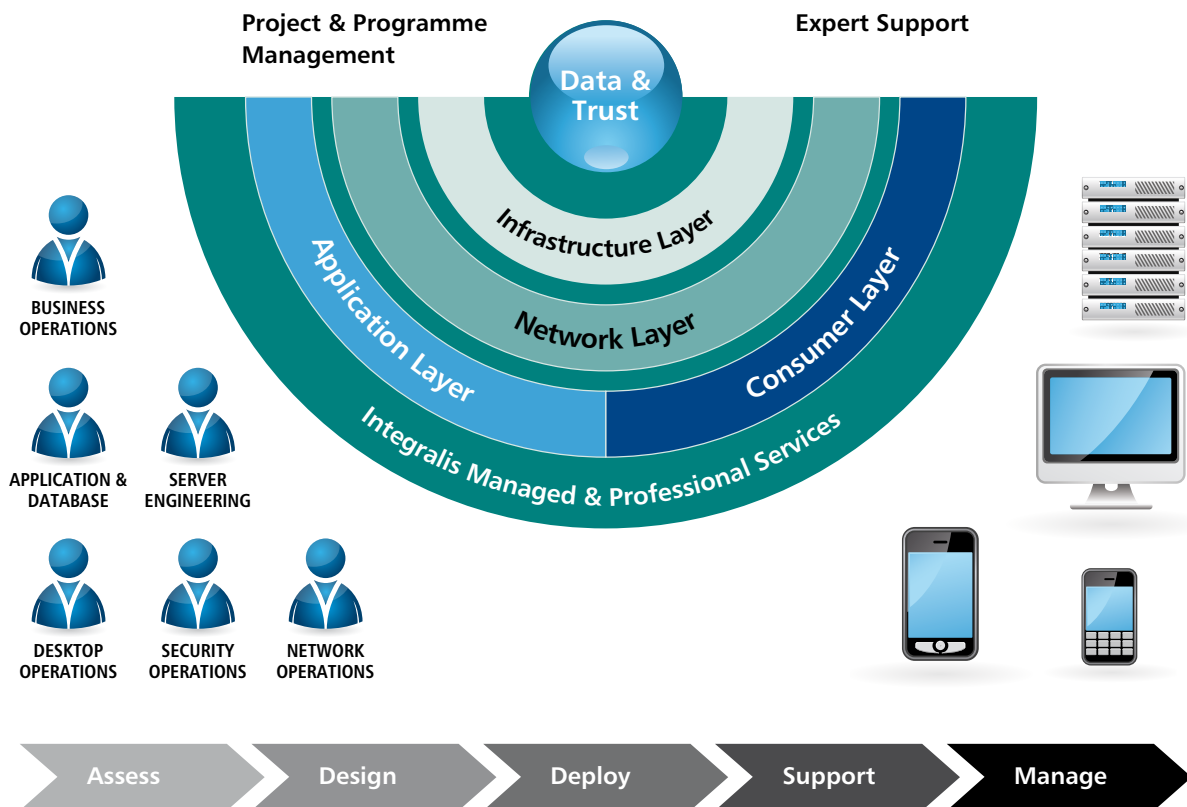 Project & Programme
Management
Expert Support
Data &
Trust
Infrastructure Layer
Network Layer
Application Layer
Consumer Layer
Integralis Managed & Professional Services
BUSINESS
OPERATIONS
APPLICATION &
DATABASE
SERVER
ENGINEERING
DESKTOP
OPERATIONS
SECURITY
OPERATIONS
NETWORK
OPERATIONS
Assess
Design
Deploy
Support
Manage